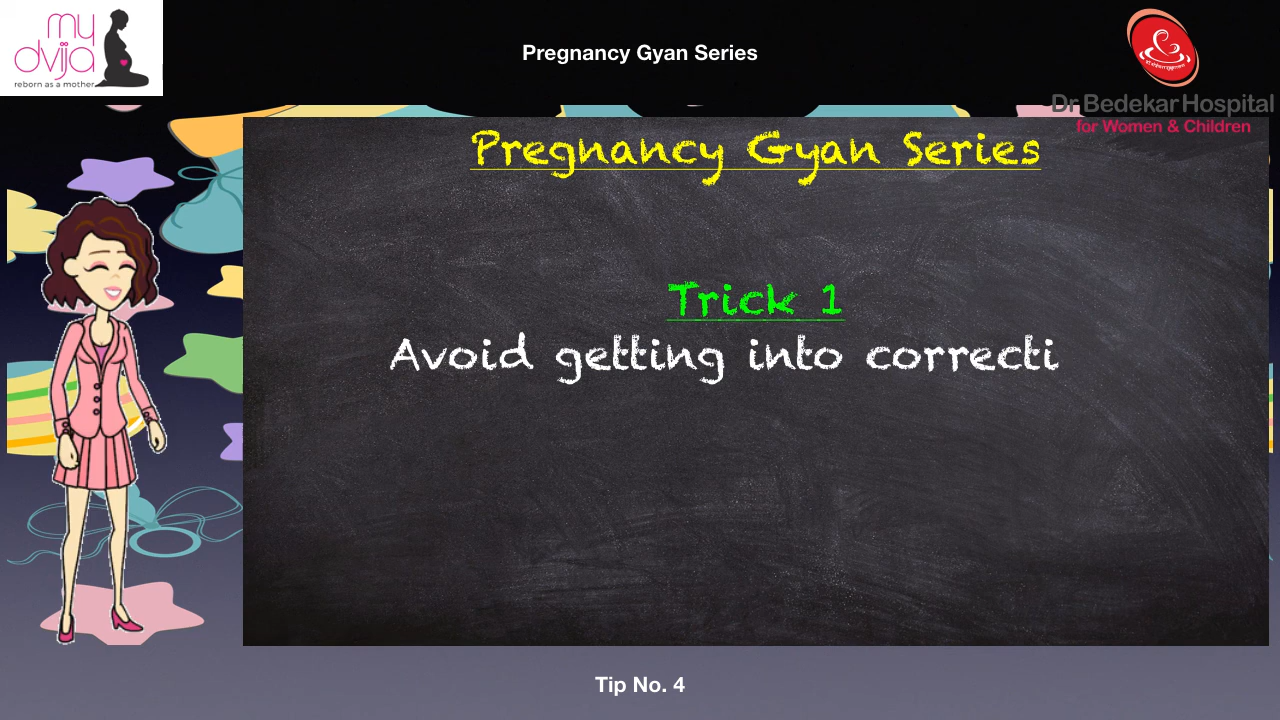 my
dvija
reborn as a mother
Pregnancy Gyan Series
Dr Bedekar Hospital
for Women & Children
Pregnancy Gyan Series
Trick 1
Avoid getting into correcti
Tip No. 4